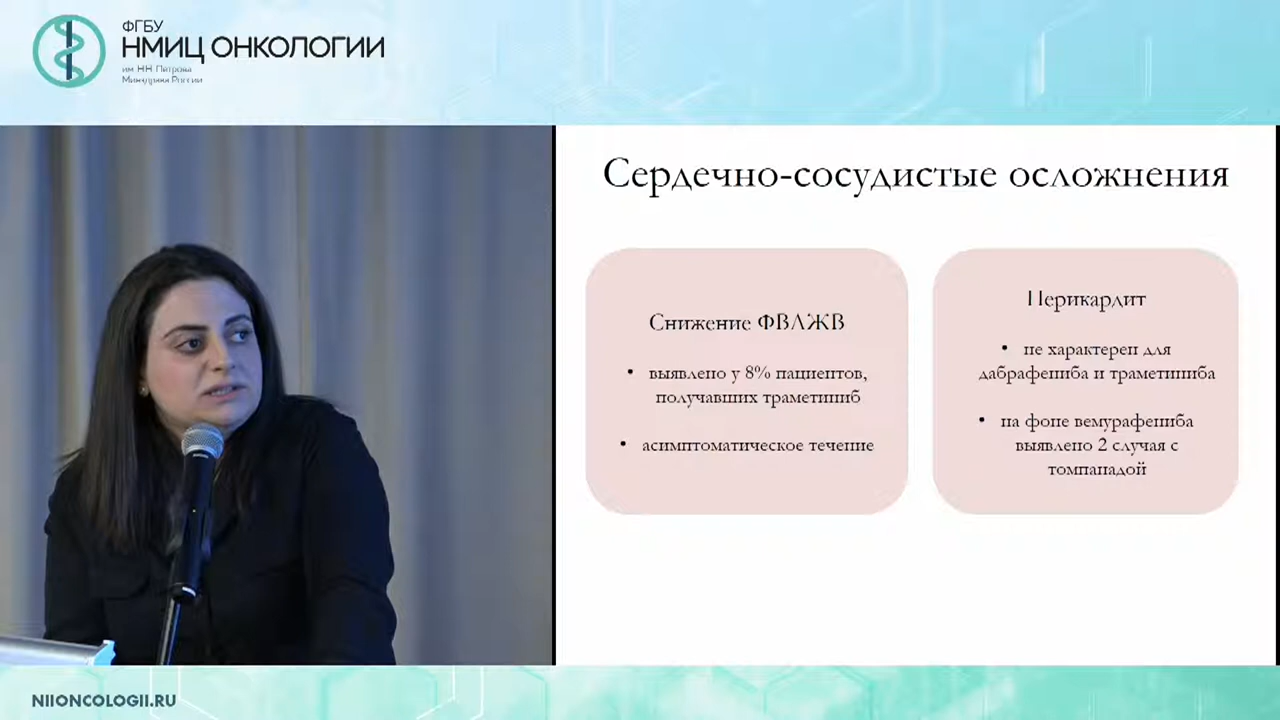 ФГБУ
НМИЦ ОНКОЛОГИИ
им НН Петрова
Минздрава России
Сердечно-сосудистые осложнения
Снижение ФВЛЖВ
• выявлено у 8% пациентов,
получавших траметиниб
• асимптоматическое течение
Перикардит
• не характерен для
дабрафениба и траметиниба
• на фоне вемурафениба
выявлено 2 случая с
томпанадой
NIIONCOLOGII.RU